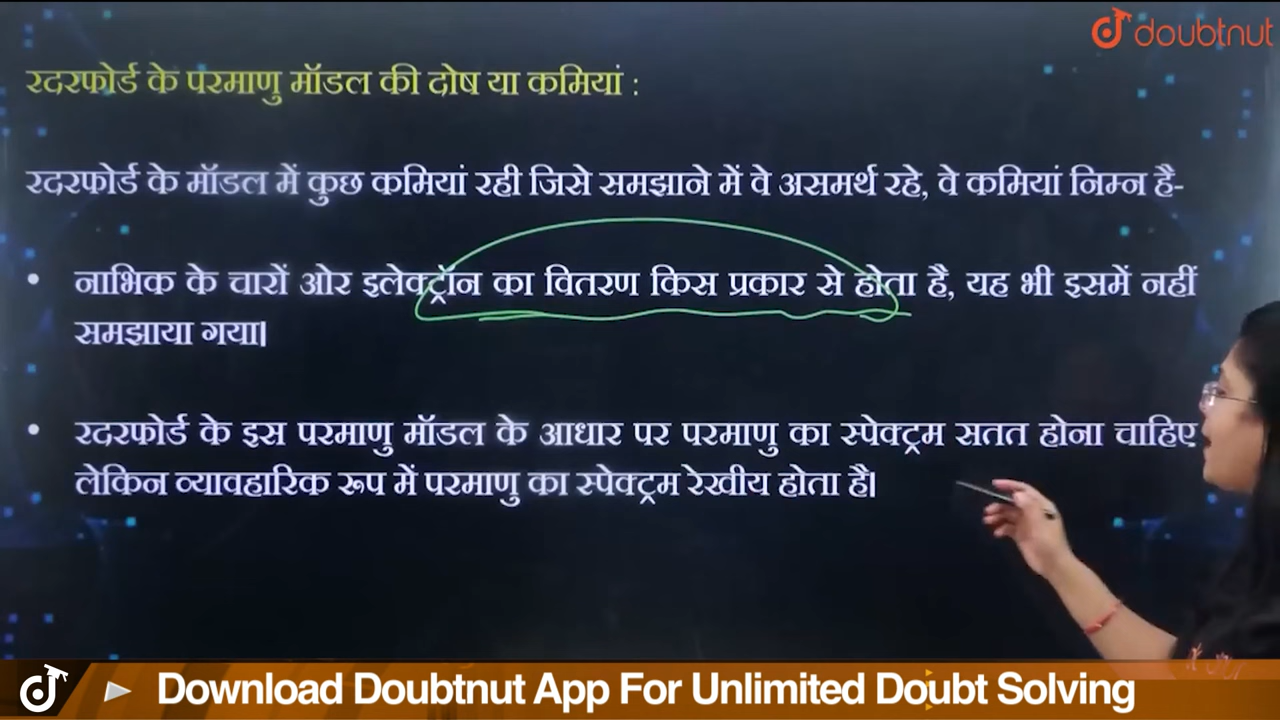 doubtnut
रदरफोर्ड के परमाणु मॉडल की दोष या कमियां :
रदरफोर्ड के मॉडल में कुछ कमियां रही जिसे समझाने में वे असमर्थ रहे, वे कमियां निम्न है-
• नाभिक के चारों ओर इलेक्ट्रॉन का वितरण किस प्रकार से होता है, यह भी इसमें नहीं
समझाया गया।
• रदरफोर्ड के इस परमाणु मॉडल के आधार पर परमाणु का स्पेक्ट्रम सतत होना चाहिए
लेकिन व्यावहारिक रूप में परमाणु का स्पेक्ट्रम रेखीय होता है।
Download Doubtnut App For Unlimited Doubt Solving